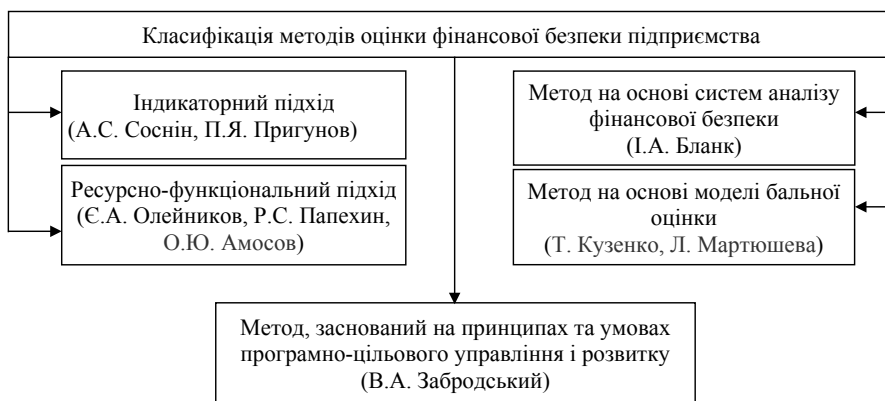 Класифікація методів оцінки фінансової безпеки підприємства
Індикаторний підхід
(А.С. Соснін, П.Я. Пригунов)
Ресурсно-функціональний підхід
(Є.А. Олейников, Р.С. Папехин,
О.Ю. Амосов)
Метод на основі систем аналізу
фінансової безпеки
(І.А. Бланк)
Метод на основі моделі бальної
оцінки
(Т. Кузенко, Л. Мартюшева)
Метод, заснований на принципах та умовах
програмно-цільового управління і розвитку
(В.А. Забродський)